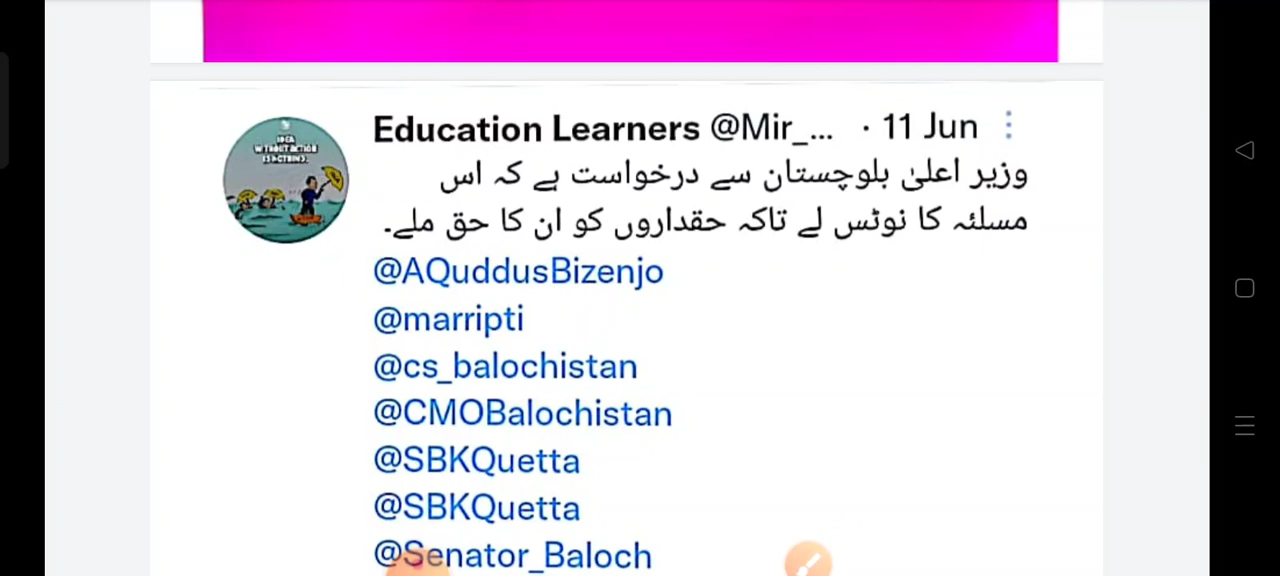 Education Learners @Mir_... · 11 Jun
وزیر اعلیٰ بلوچستان سے درخواست ہے کہ اس
مسلئہ کا نوٹس لے تاکہ حقداروں کو ان کا حق ملے۔
@AQuddusBizenjo
@marripti
@cs_balochistan
@CMOBalochistan
@SBKQuetta
@SBKQuetta
@Senator_Baloch